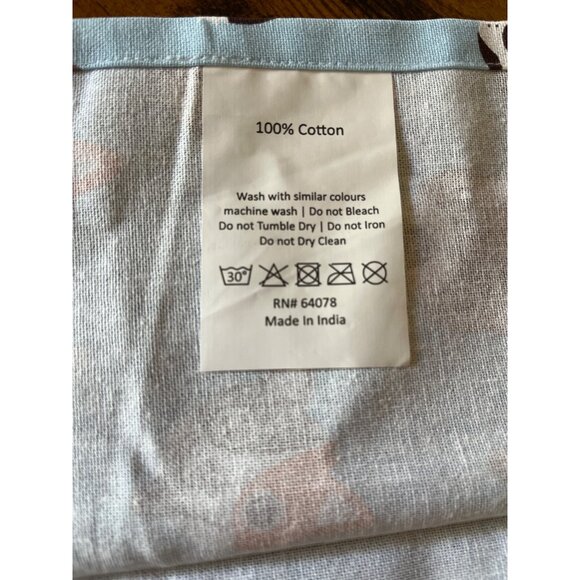 100% Cotton
Wash with similar colours
machine wash | Do not Bleach
Do not Tumble Dry | Do not Iron
Do not Dry Clean
30°
RN# 64078
Made In India